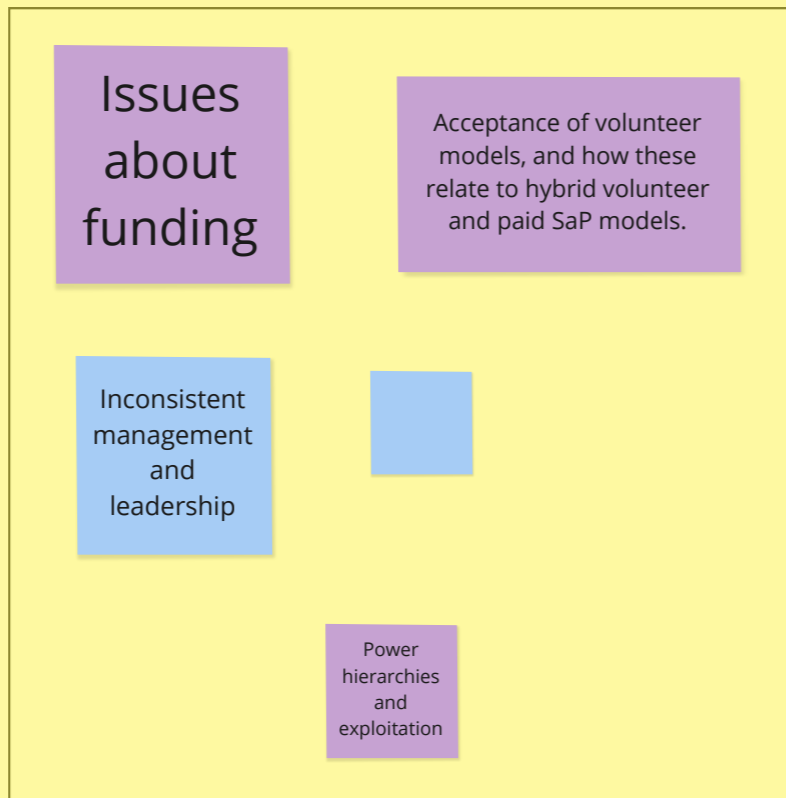 Issues
about
funding
Acceptance of volunteer
models, and how these
relate to hybrid volunteer
and paid SaP models.
Inconsistent
management
and
leadership
Power
hierarchies
and
exploitation